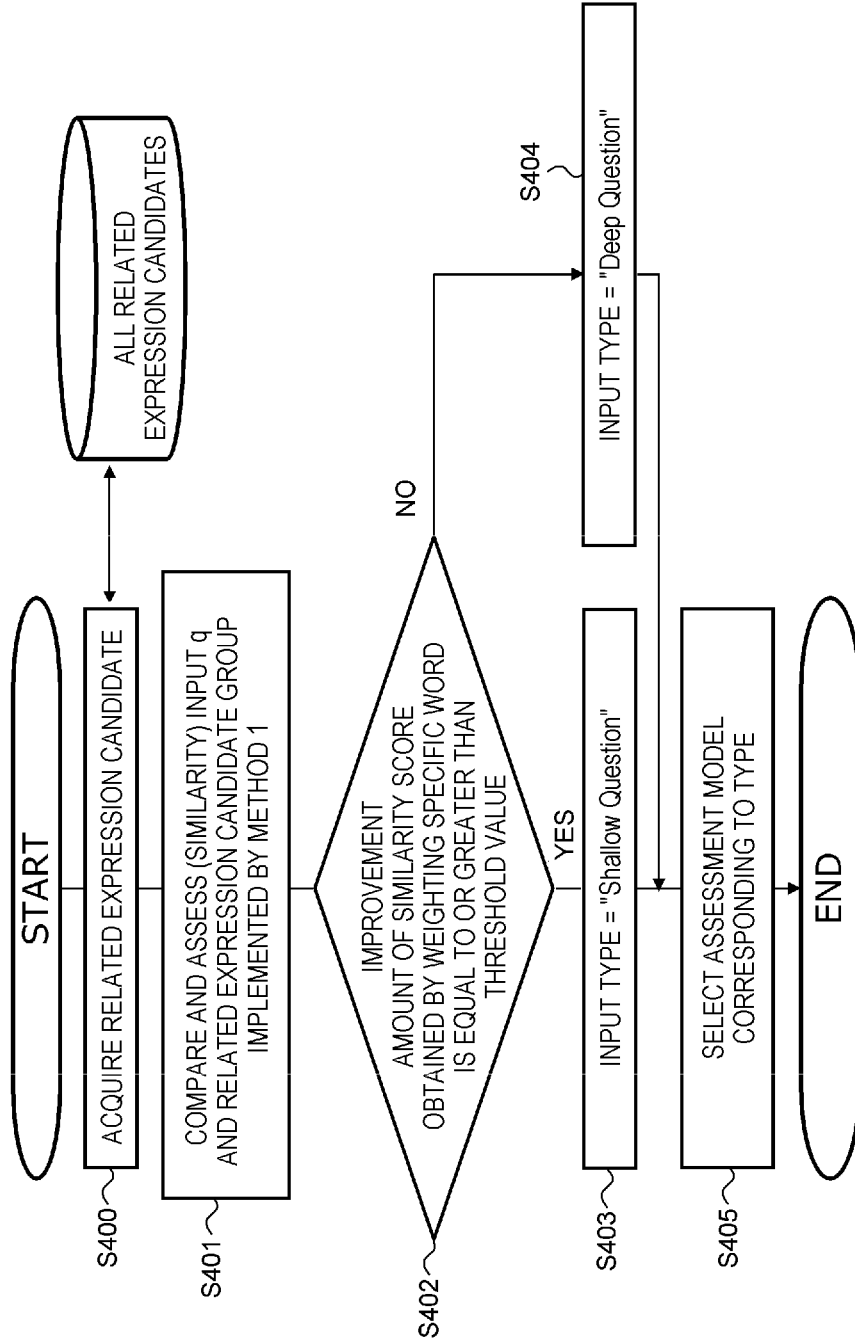 START
S400
ACQUIRE RELATED EXPRESSION CANDIDATE
ALL RELATED
EXPRESSION CANDIDATES
S401
COMPARE AND ASSESS (SIMILARITY) INPUT q
AND RELATED EXPRESSION CANDIDATE GROUP
IMPLEMENTED BY METHOD 1
S402
IMPROVEMENT
AMOUNT OF SIMILARITY SCORE
OBTAINED BY WEIGHTING SPECIFIC WORD
IS EQUAL TO OR GREATER THAN
THRESHOLD VALUE
NO
YES
S403
INPUT TYPE = "Shallow Question"
S404
INPUT TYPE = "Deep Question"
S405
SELECT ASSESSMENT MODEL
CORRESPONDING TO TYPE
END